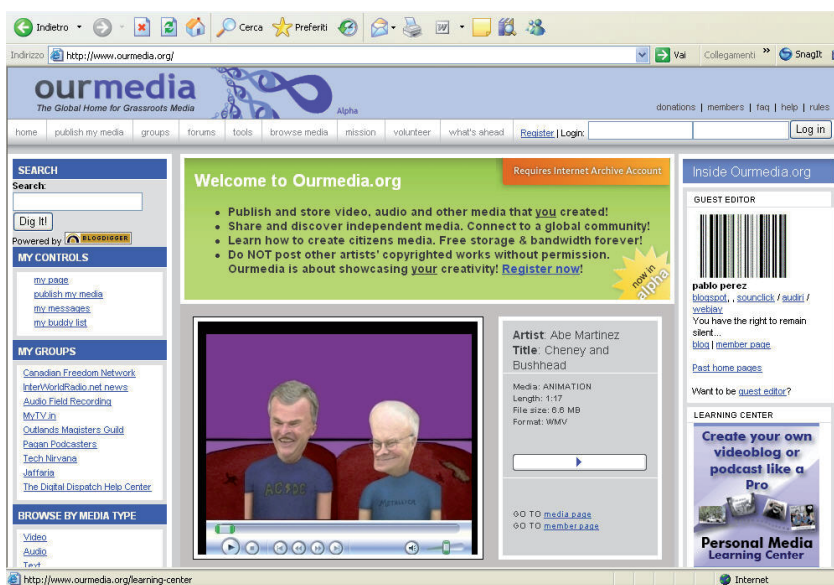 Indietro
Cerca
Preferiti
Indirizzo
http://www.ourmedia.org/
Vai
Collegamenti
»
SnagIt
ourmedia
The Global Home for Grassroots Media
Alpha
donations | members | faq | help | rules
home
publish my media
groups
forums
tools
browse media
mission
volunteer
what's ahead
Register | Login:
Log in
SEARCH
Search:
Dig It!
Powered by BLOGDIGGER
MY CONTROLS
my page
publish my media
my messages
my buddy list
MY GROUPS
Canadian Freedom Network
InterWorldRadio.net news
Audio Field Recording
MyTV.in
Outlands Magisters Guild
Pagan Podcasters
Tech Nirvana
Jaffaria
The Digital Dispatch Help Center
BROWSE BY MEDIA TYPE
Video
Audio
Text
Requires Internet Archive Account
Welcome to Ourmedia.org
• Publish and store video, audio and other media that you created!
• Share and discover independent media. Connect to a global community!
• Learn how to create citizens media. Free storage & bandwidth forever!
• Do NOT post other artists' copyrighted works without permission.
Ourmedia is about showcasing your creativity! Register now!
now in
alpha
AC/DC
METALLICA
Artist: Abe Martinez
Title: Cheney and
Bushhead
Media: ANIMATION
Length: 1:17
File size: 6.6 MB
Format: WMV
GO TO media page
GO TO member page
Inside Ourmedia.org
GUEST EDITOR
pablo perez
blogspot, , sounclick / audiri /
webjay
You have the right to remain
silent...
blog | member page
Past home pages
Want to be guest editor?
LEARNING CENTER
Create your own
videoblog or
podcast like a
Pro
Personal Media
Learning Center
http://www.ourmedia.org/learning-center
Internet